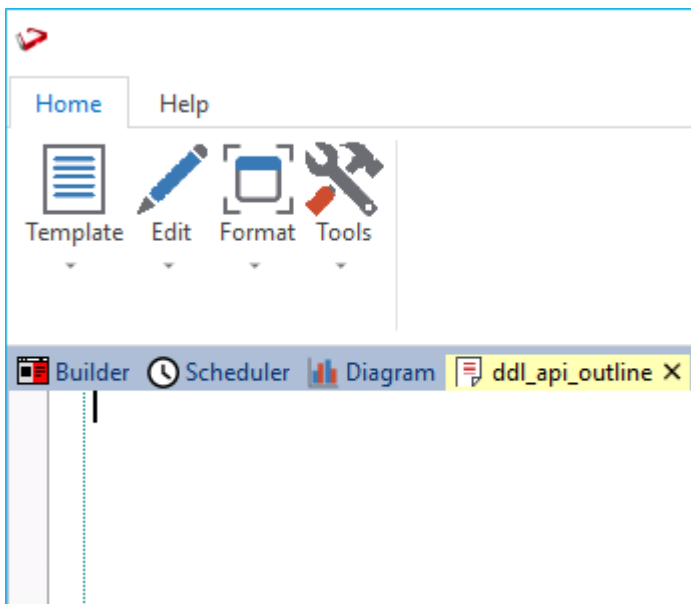 Home Help
Template Edit Format Tools
Builder Scheduler Diagram ddl_api_outline